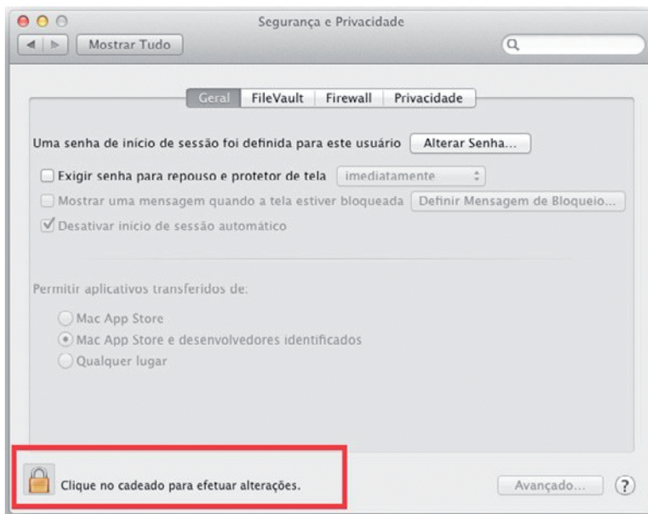 Segurança e Privacidade
Mostrar Tudo
Geral FileVault Firewall Privacidade
Uma senha de início de sessão foi definida para este usuário Alterar Senha...
Exigir senha para repouso e protetor de tela imediatamente
Mostrar uma mensagem quando a tela estiver bloqueada Definir Mensagem de Bloqueio...
Desativar início de sessão automático
Permitir aplicativos transferidos de:
Mac App Store
Mac App Store e desenvolvedores identificados
Qualquer lugar
Clique no cadeado para efetuar alterações. Avançado... ?